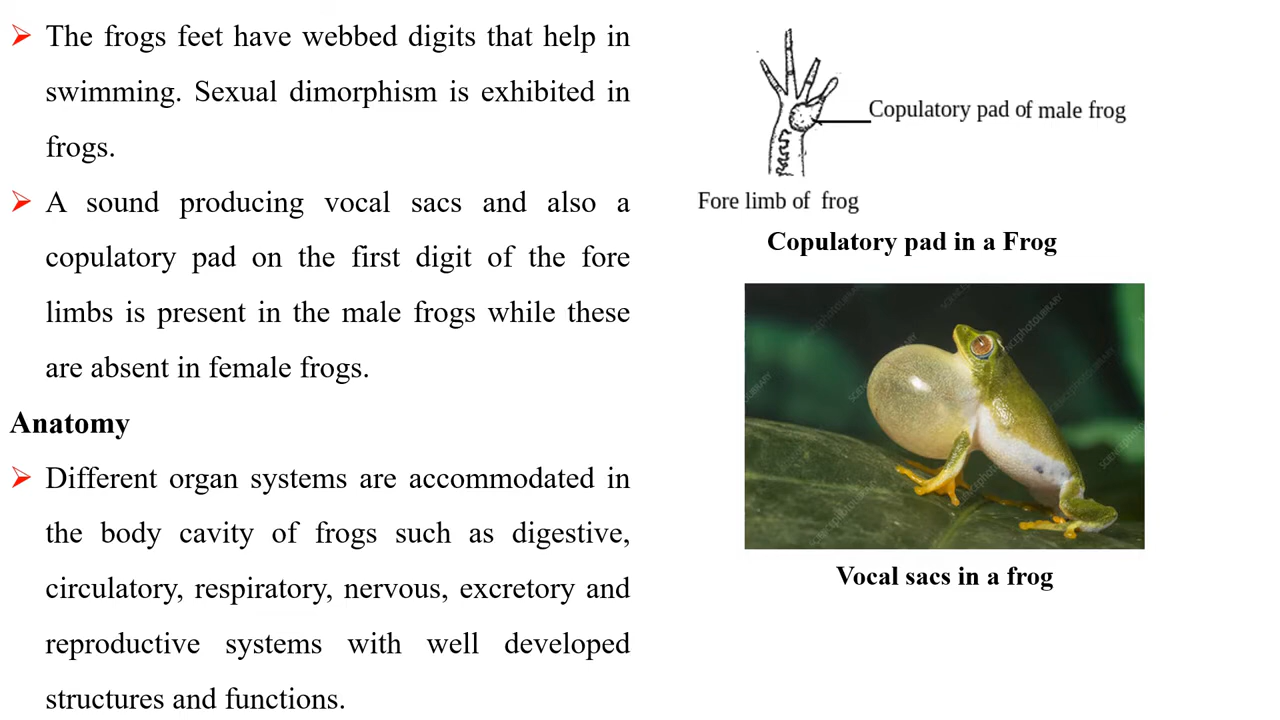 The frogs feet have webbed digits that help in
swimming. Sexual dimorphism is exhibited in
frogs.
A sound producing vocal sacs and also a
copulatory pad on the first digit of the fore
limbs is present in the male frogs while these
are absent in female frogs.
Anatomy
Different organ systems are accommodated in
the body cavity of frogs such as digestive,
circulatory, respiratory, nervous, excretory and
reproductive systems with well developed
structures and functions.
Copulatory pad of male frog
Fore limb of frog
Copulatory pad in a Frog
Vocal sacs in a frog